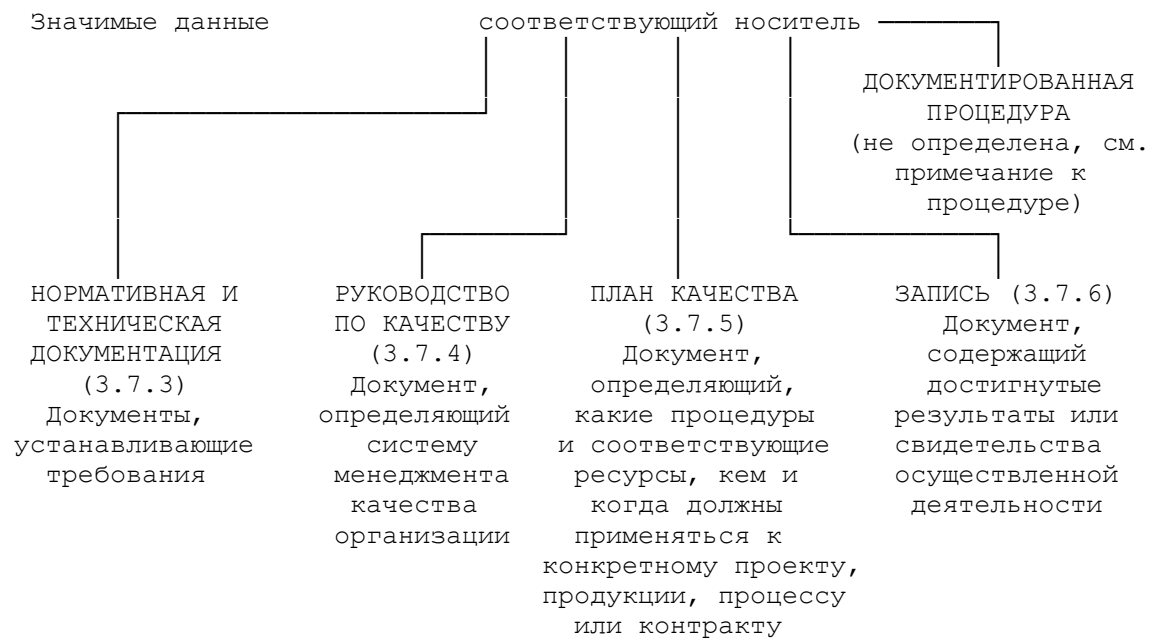 Значимые данные соответствующий носитель
ДОКУМЕНТИРОВАННАЯ
ПРОЦЕДУРА
(не определена, см.
примечание к
процедуре)
НОРМАТИВНАЯ И
ТЕХНИЧЕСКАЯ
ДОКУМЕНТАЦИЯ
(3.7.3)
Документы,
устанавливающие
требования
РУКОВОДСТВО
ПО КАЧЕСТВУ
(3.7.4)
Документ,
определяющий
систему
менеджмента
качества
организации
ПЛАН КАЧЕСТВА
(3.7.5)
Документ,
определяющий,
какие процедуры
и соответствующие
ресурсы, кем и
когда должны
применяться к
конкретному проекту,
продукции, процессу
или контракту
ЗАПИСЬ (3.7.6)
Документ,
содержащий
достигнутые
результаты или
свидетельства
осуществленной
деятельности